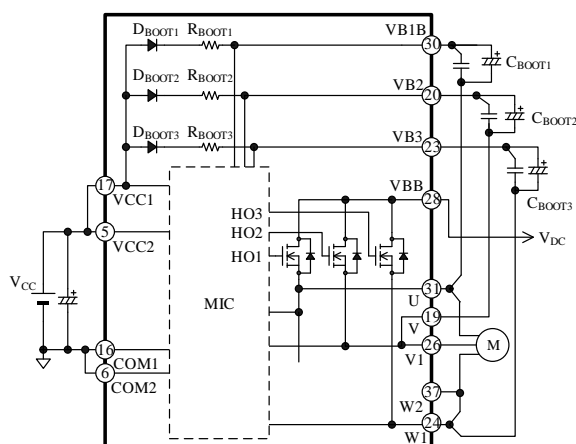 DBOOT1 RBOOT1 VB1B
30
CBOOT1
DBOOT2 RBOOT2 VB2
20
CBOOT2
DBOOT3 RBOOT3 VB3
23
CBOOT3
17
VCC1
VBB
28
VDC
HO3
HO2
HO1
5
VCC2
VCC
MIC
31
U
19
V
26
V1
M
16
COM1
6
COM2
37
W2
24
W1